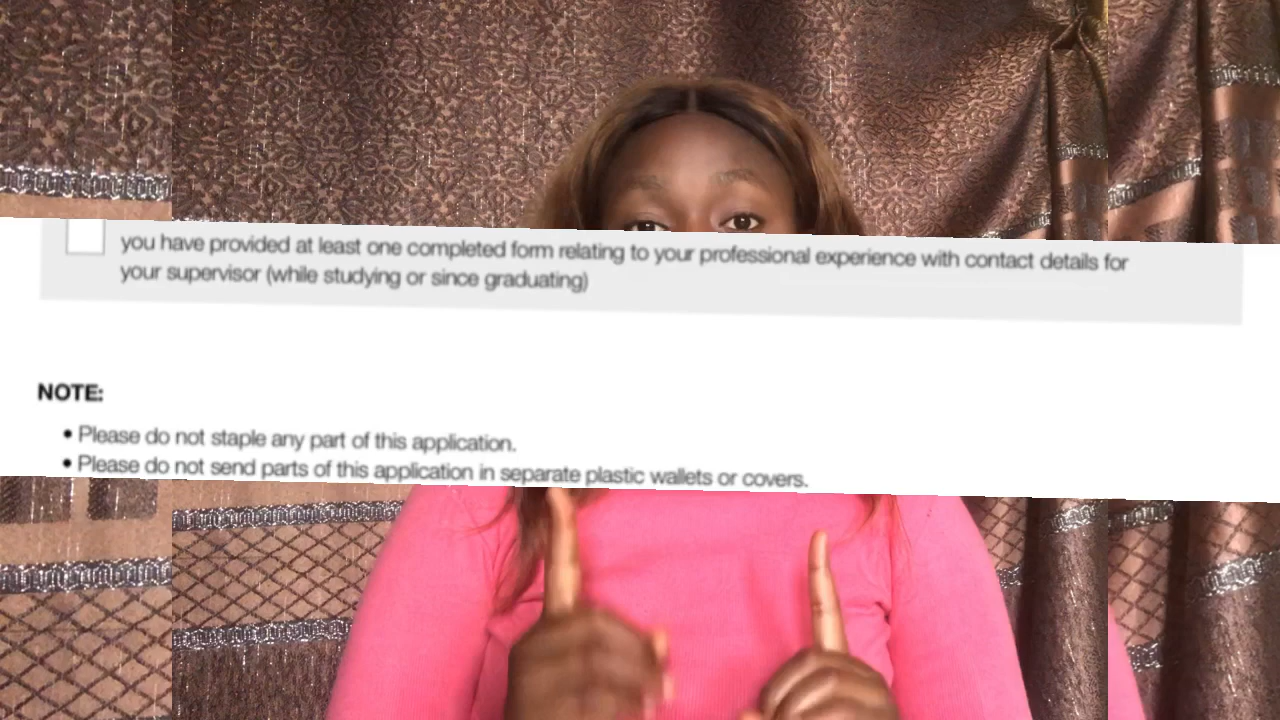 you have provided at least one completed form relating to your professional experience with contact details for
your supervisor (while studying or since graduating)
NOTE:
• Please do not staple any part of this application.
• Please do not send parts of this application in separate plastic wallets or covers.